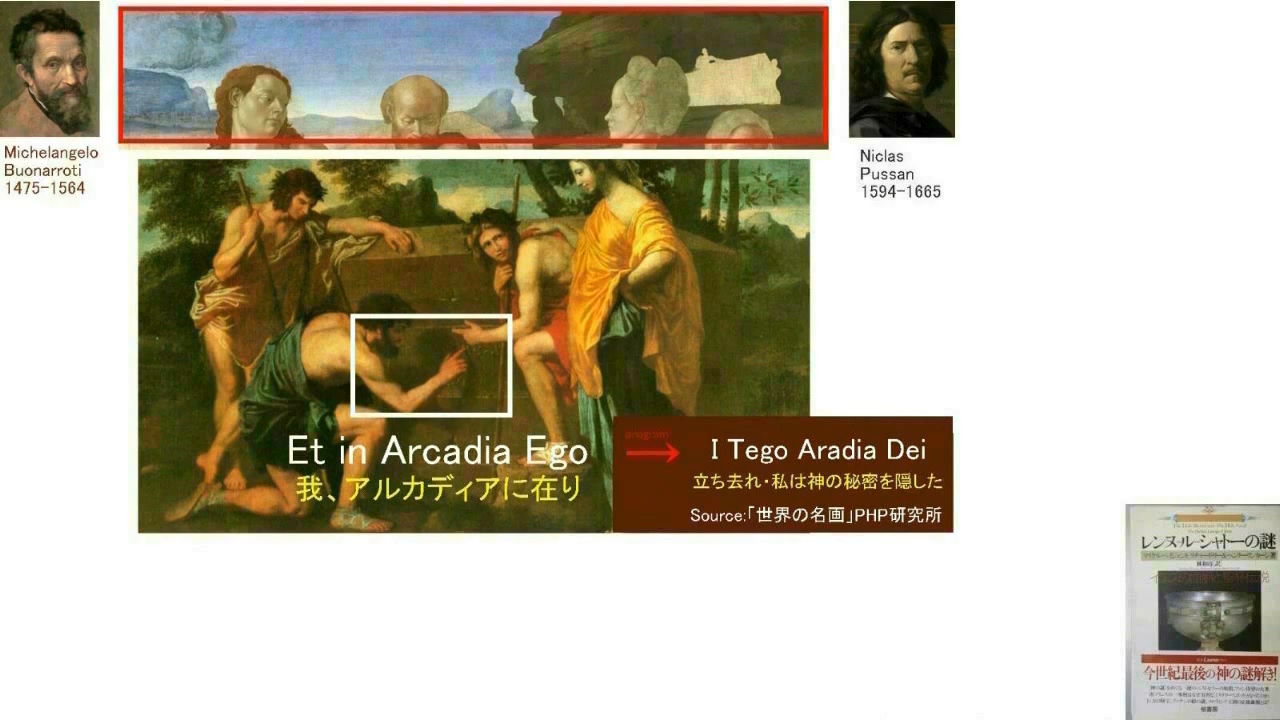 Michelangelo
Buonarroti
1475-1564
Niclas
Pussan
1594-1665
Et in Arcadia Ego
我、アルカディアに在り
anagram
I Tego Aradia Dei
立ち去れ・私は神の秘密を隠した
Source:「世界の名画」PHP研究所
レンヌ=ル=シャトーの謎
今世紀最後の神の謎解き!